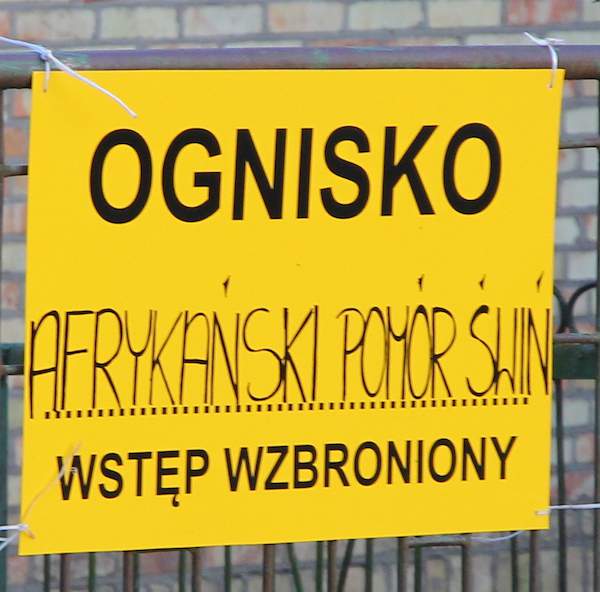 OGNISKO
AFRYKAŃSKI POMÓR ŚWIŃ
WSTĘP WZBRONIONY